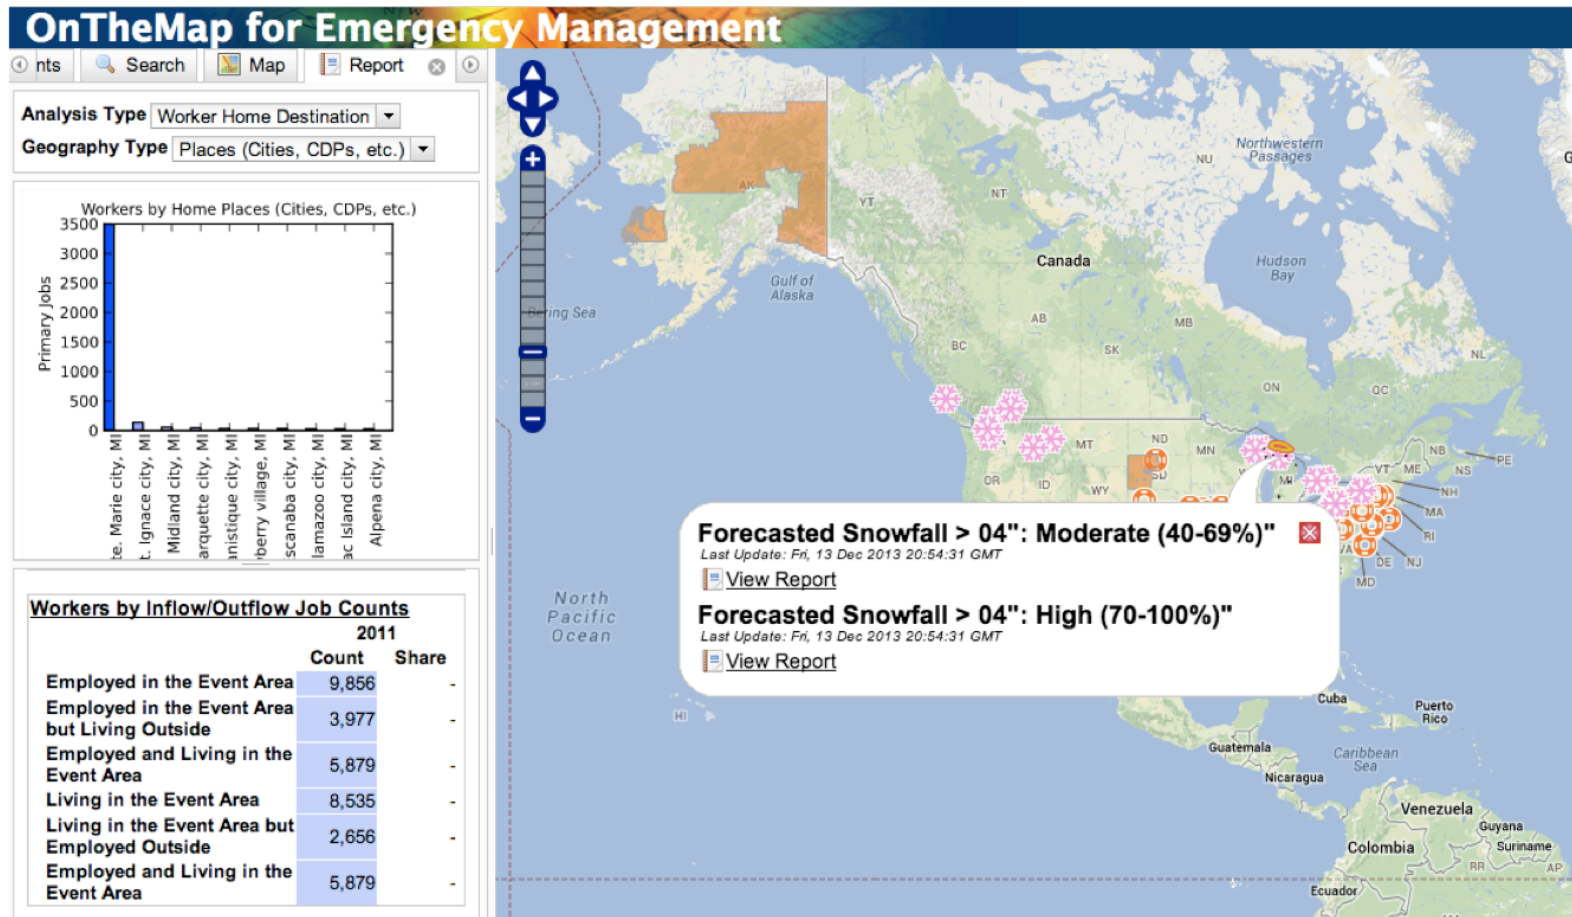 OnTheMap for Emergency Management
nts Search Map Report
Analysis Type Worker Home Destination
Geography Type Places (Cities, CDPs, etc.)
Workers by Home Places (Cities, CDPs, etc.)
3500
3000
2500
2000
1500
1000
500
0
Primary Jobs
te. Marie city, MI
t. Ignace city, MI
Midland city, MI
arquette city, MI
nistique city, MI
berry village, MI
scanaba city, MI
lamazoo city, MI
ac Island city, MI
Alpena city, MI
Workers by Inflow/Outflow Job Counts
2011
Count Share
Employed in the Event Area 9,856 -
Employed in the Event Area
but Living Outside 3,977 -
Employed and Living in the
Event Area 5,879 -
Living in the Event Area 8,535 -
Living in the Event Area but
Employed Outside 2,656 -
Employed and Living in the
Event Area 5,879 -
Northwestern
Passages
NU
NT
YT
AK
Canada
Hudson
Bay
Gulf of
Alaska
Bering Sea
AB
MB
BC
SK
NL
ON
QC
ND
MT
MN
NB
PE
VT
ME
NS
OR
ID
WY
SD
MI
NH
MA
RI
VA
DE
NJ
MD
Forecasted Snowfall > 04": Moderate (40-69%)"
Last Update: Fri, 13 Dec 2013 20:54:31 GMT
View Report
Forecasted Snowfall > 04": High (70-100%)"
Last Update: Fri, 13 Dec 2013 20:54:31 GMT
View Report
North
Pacific
Ocean
HI
Cuba
Puerto
Rico
Guatemala
Caribbean
Sea
Nicaragua
Venezuela
Guyana
Suriname
Colombia
RR
AP
Ecuador